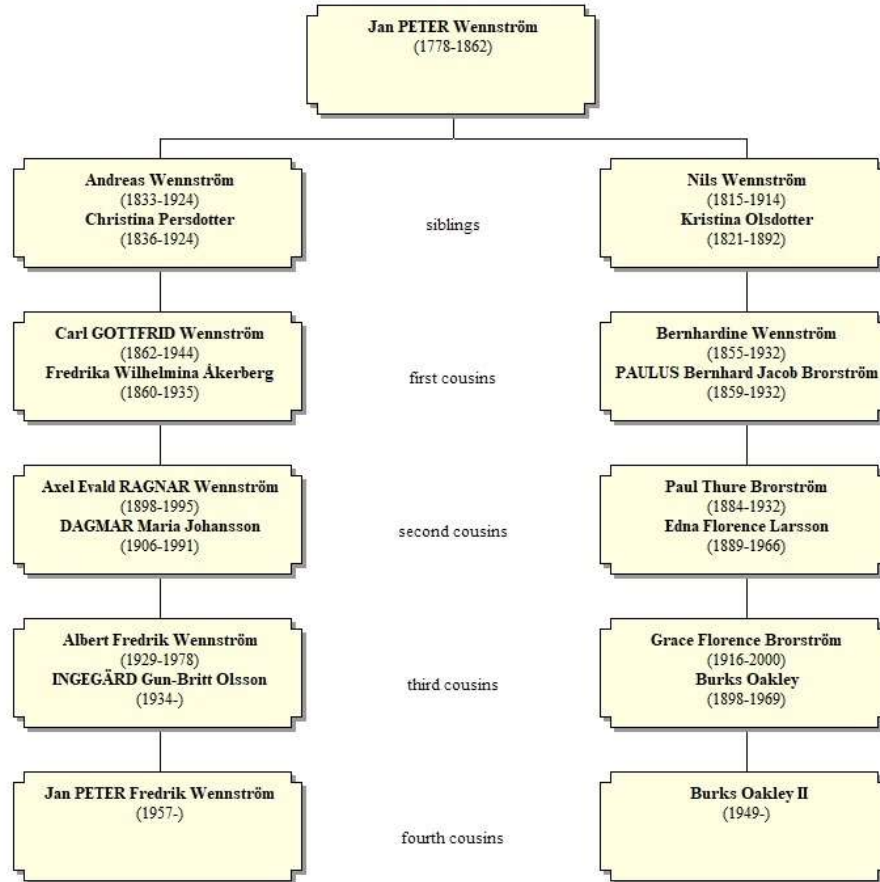 Jan PETER Wennström
(1778-1862)
Andreas Wennström
(1833-1924)
Christina Persdotter
(1836-1924)
siblings
Nils Wennström
(1815-1914)
Kristina Olsdotter
(1821-1892)
Carl GOTTFRID Wennström
(1862-1944)
Fredrika Wilhelmina Åkerberg
(1860-1935)
first cousins
Bernhardine Wennström
(1855-1932)
PAULUS Bernhard Jacob Brorström
(1859-1932)
Axel Evald RAGNAR Wennström
(1898-1995)
DAGMAR Maria Johansson
(1906-1991)
second cousins
Paul Thure Brorström
(1884-1932)
Edna Florence Larsson
(1889-1966)
Albert Fredrik Wennström
(1929-1978)
INGEGÄRD Gun-Britt Olsson
(1934-)
third cousins
Grace Florence Brorström
(1916-2000)
Burks Oakley
(1898-1969)
Jan PETER Fredrik Wennström
(1957-)
fourth cousins
Burks Oakley II
(1949-)